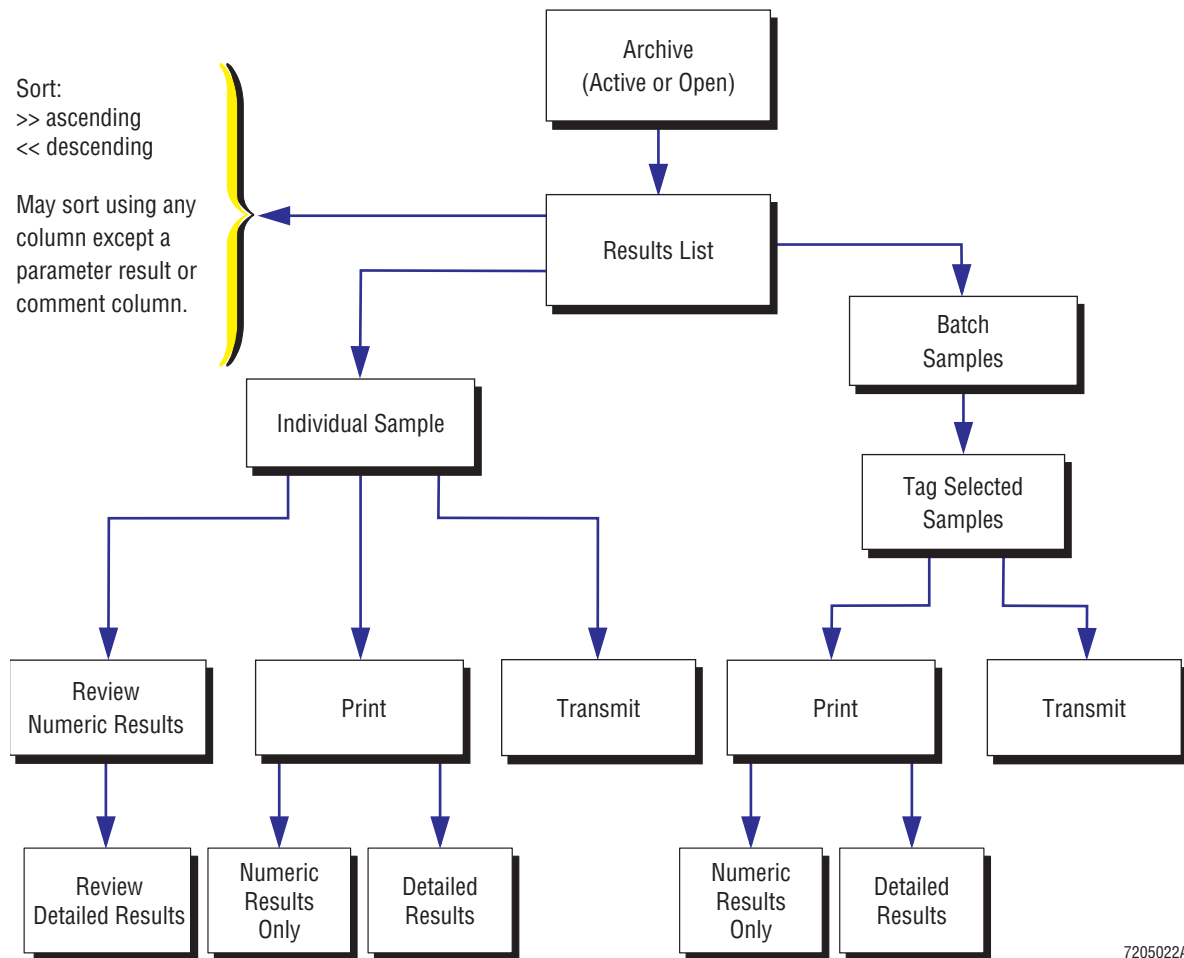 Archive
(Active or Open)
Sort:
>> ascending
<< descending
May sort using any
column except a
parameter result or
comment column.
Results List
Batch
Samples
Individual Sample
Tag Selected
Samples
Review
Numeric Results
Print
Transmit
Print
Transmit
Review
Detailed Results
Numeric
Results
Only
Detailed
Results
Numeric
Results
Only
Detailed
Results
7205022A